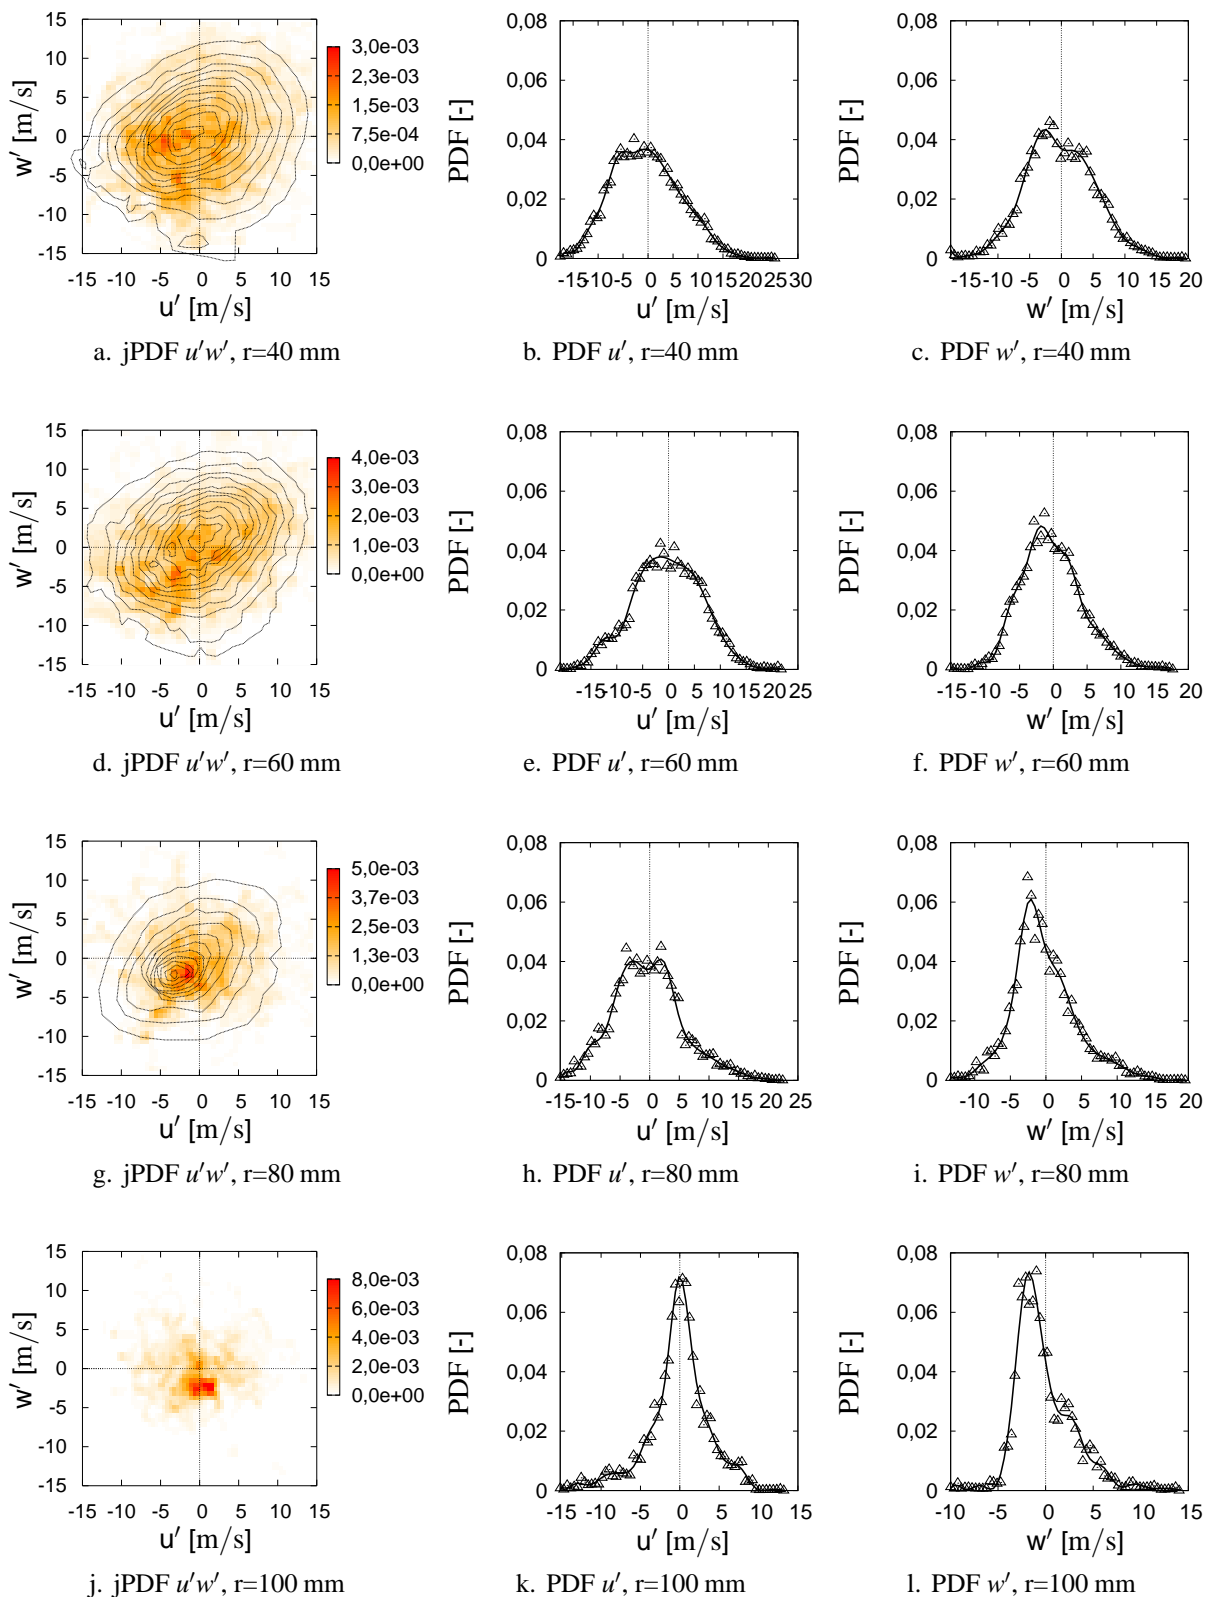 15
10
5
0
-5
-10
-15
w′ [m/s]
-15 -10 -5 0 5 10 15
u′ [m/s]
3,0e-03
2,3e-03
1,5e-03
7,5e-04
0,0e+00
a. jPDF u′w′, r=40 mm
0,08
0,06
0,04
0,02
0
PDF [-]
-15-10-5 0 5 1015202530
u′ [m/s]
b. PDF u′, r=40 mm
0,08
0,06
0,04
0,02
0
PDF [-]
-15 -10 -5 0 5 10 15 20
w′ [m/s]
c. PDF w′, r=40 mm
15
10
5
0
-5
-10
-15
w′ [m/s]
-15 -10 -5 0 5 10 15
u′ [m/s]
4,0e-03
3,0e-03
2,0e-03
1,0e-03
0,0e+00
d. jPDF u′w′, r=60 mm
0,08
0,06
0,04
0,02
0
PDF [-]
-15-10 -5 0 5 10 15 20 25
u′ [m/s]
e. PDF u′, r=60 mm
0,08
0,06
0,04
0,02
0
PDF [-]
-15 -10 -5 0 5 10 15 20
w′ [m/s]
f. PDF w′, r=60 mm
15
10
5
0
-5
-10
-15
w′ [m/s]
-15 -10 -5 0 5 10 15
u′ [m/s]
5,0e-03
3,7e-03
2,5e-03
1,3e-03
0,0e+00
g. jPDF u′w′, r=80 mm
0,08
0,06
0,04
0,02
0
PDF [-]
-15-10 -5 0 5 10 15 20 25
u′ [m/s]
h. PDF u′, r=80 mm
0,08
0,06
0,04
0,02
0
PDF [-]
-10 -5 0 5 10 15 20
w′ [m/s]
i. PDF w′, r=80 mm
15
10
5
0
-5
-10
-15
w′ [m/s]
-15 -10 -5 0 5 10 15
u′ [m/s]
8,0e-03
6,0e-03
4,0e-03
2,0e-03
0,0e+00
j. jPDF u′w′, r=100 mm
0,08
0,06
0,04
0,02
0
PDF [-]
-15 -10 -5 0 5 10 15
u′ [m/s]
k. PDF u′, r=100 mm
0,08
0,06
0,04
0,02
0
PDF [-]
-10 -5 0 5 10 15
w′ [m/s]
l. PDF w′, r=100 mm